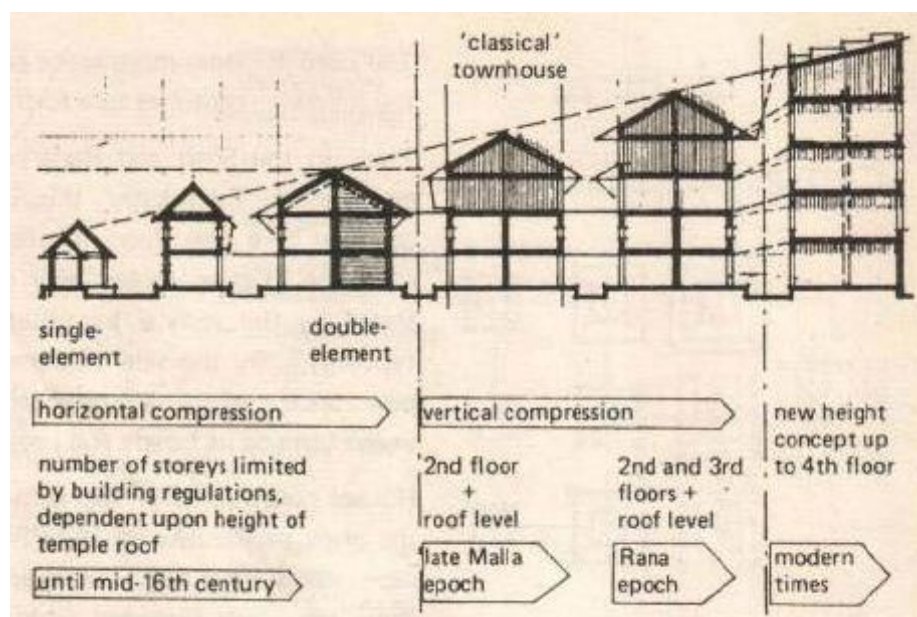 'classical'
townhouse
single-
element
double-
element
horizontal compression
vertical compression
new height
concept up
to 4th floor
number of storeys limited
by building regulations,
dependent upon height of
temple roof
2nd floor
+
roof level
2nd and 3rd
floors +
roof level
until mid-16th century
late Malla
epoch
Rana
epoch
modern
times